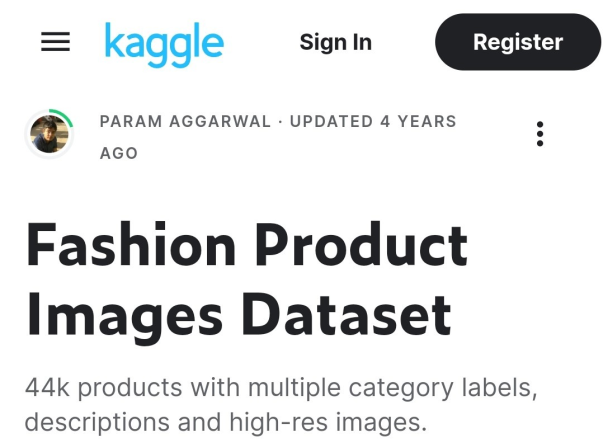 kaggle Sign In Register
PARAM AGGARWAL · UPDATED 4 YEARS
AGO
Fashion Product
Images Dataset
44k products with multiple category labels,
descriptions and high-res images.